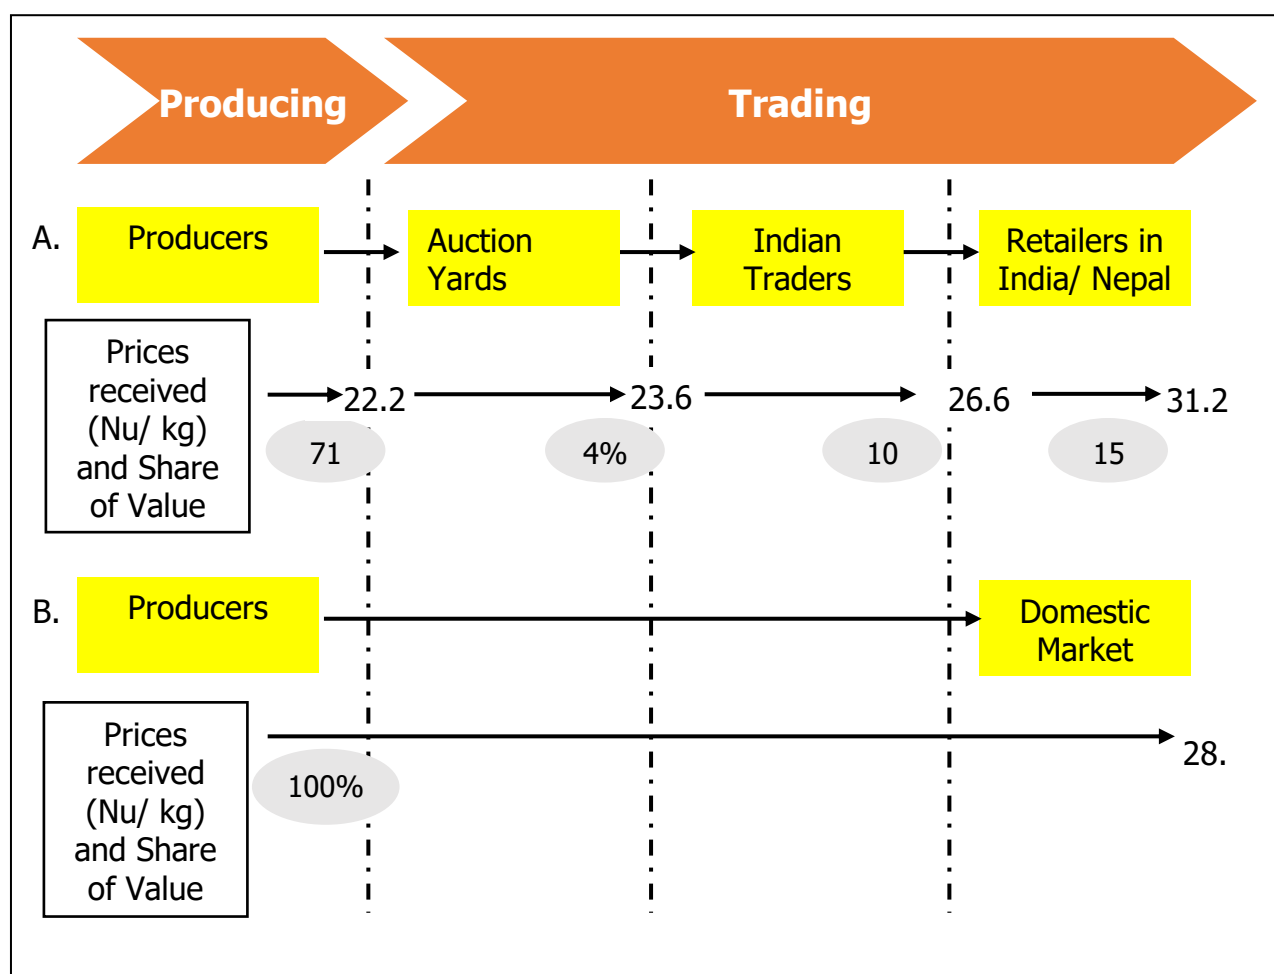 Producing
Trading
A.
Producers
Auction
Yards
Indian
Traders
Retailers in
India/ Nepal
Prices
received
(Nu/ kg)
and Share
of Value
22.2
23.6
26.6
31.2
71
4%
10
15
B.
Producers
Domestic
Market
Prices
received
(Nu/ kg)
and Share
of Value
28.
100%